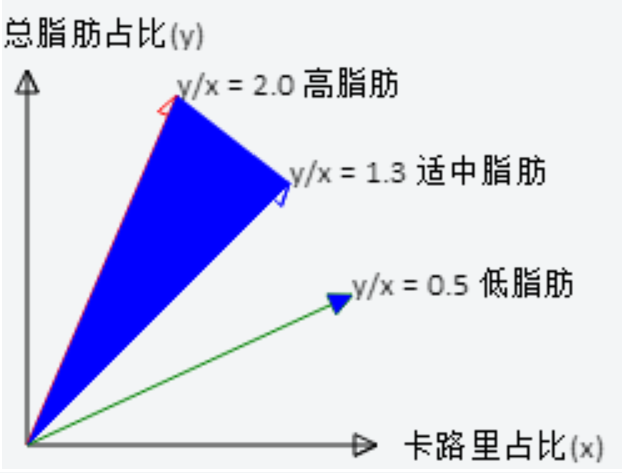 总脂肪占比(y)
y/x = 2.0 高脂肪
y/x = 1.3 适中脂肪
y/x = 0.5 低脂肪
卡路里占比(x)